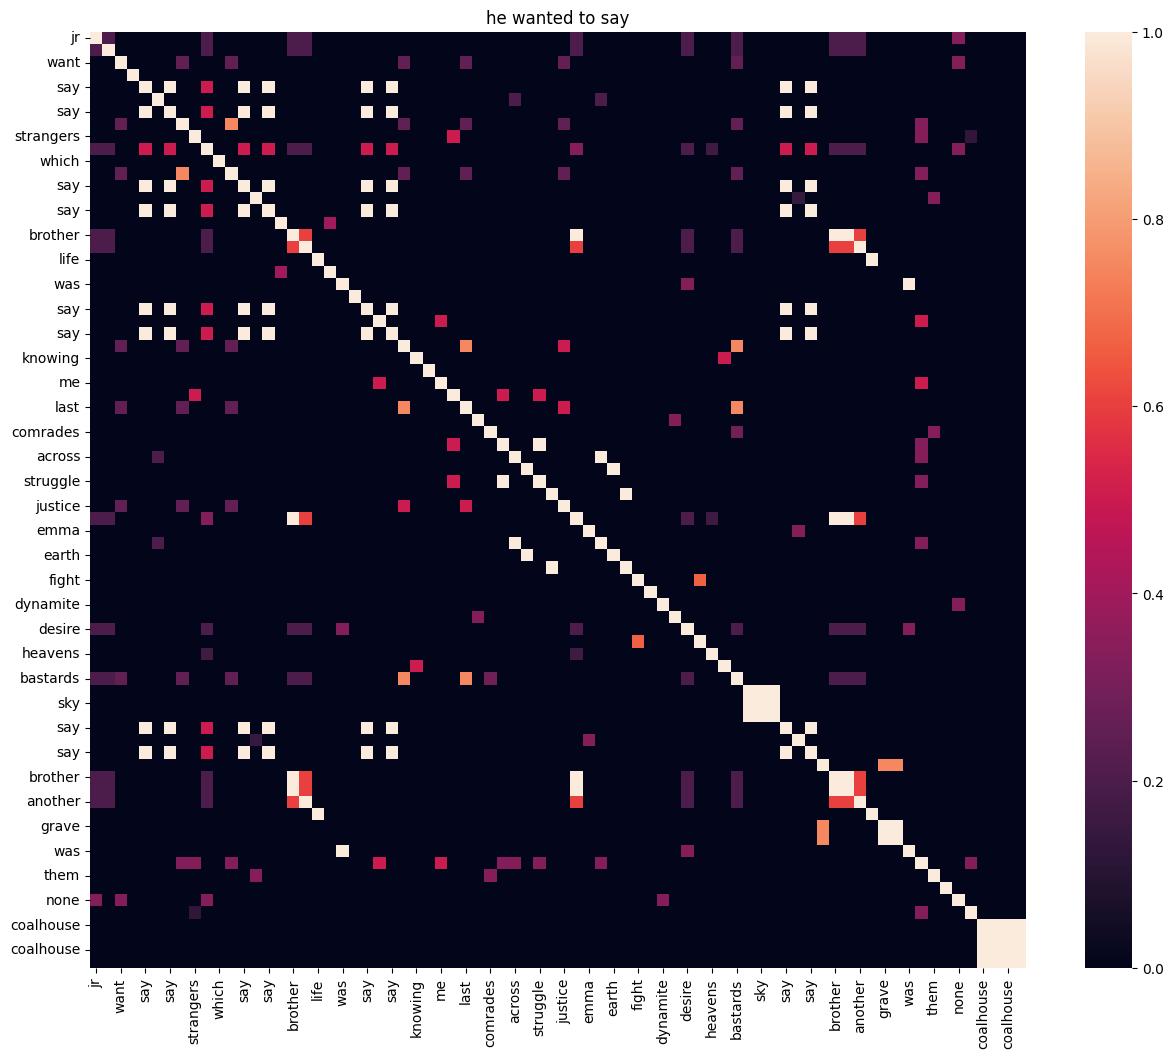 he wanted to say
jr
want
say
say
strangers
which
say
say
brother
life
was
say
say
knowing
me
last
comrades
across
struggle
justice
emma
earth
fight
dynamite
desire
heavens
bastards
sky
say
say
brother
another
grave
was
them
none
coalhouse
coalhouse
jr
want
say
say
strangers
which
say
say
brother
life
was
say
say
knowing
me
last
comrades
across
struggle
justice
emma
earth
fight
dynamite
desire
heavens
bastards
sky
say
say
brother
another
grave
was
them
none
coalhouse
coalhouse
1.0
0.8
0.6
0.4
0.2
0.0